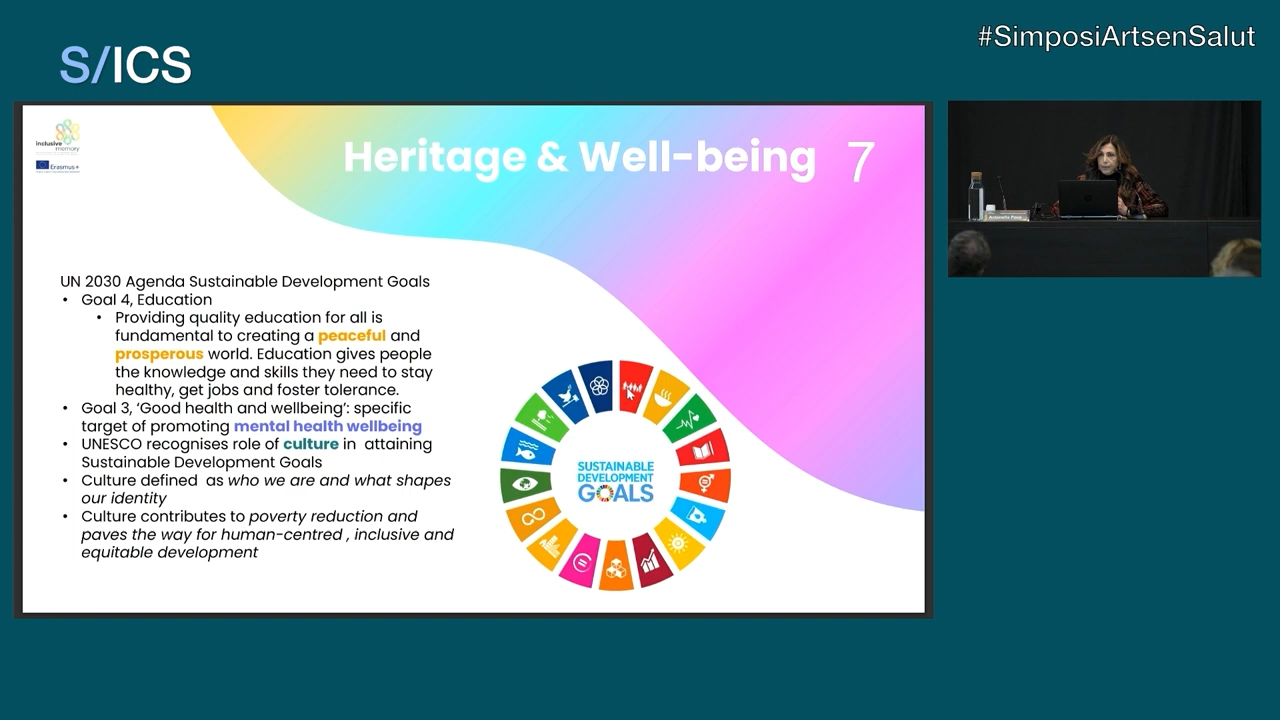 #SimposiArtsenSalut
S/ICS
inclusive
memory
Erasmus+
Heritage & Well-being 7
UN 2030 Agenda Sustainable Development Goals
• Goal 4, Education
• Providing quality education for all is
fundamental to creating a peaceful and
prosperous world. Education gives people
the knowledge and skills they need to stay
healthy, get jobs and foster tolerance.
• Goal 3, ‘Good health and wellbeing’: specific
target of promoting mental health wellbeing
• UNESCO recognises role of culture in attaining
Sustainable Development Goals
• Culture defined as who we are and what shapes
our identity
• Culture contributes to poverty reduction and
paves the way for human-centred , inclusive and
equitable development
SUSTAINABLE
DEVELOPMENT
GOALS